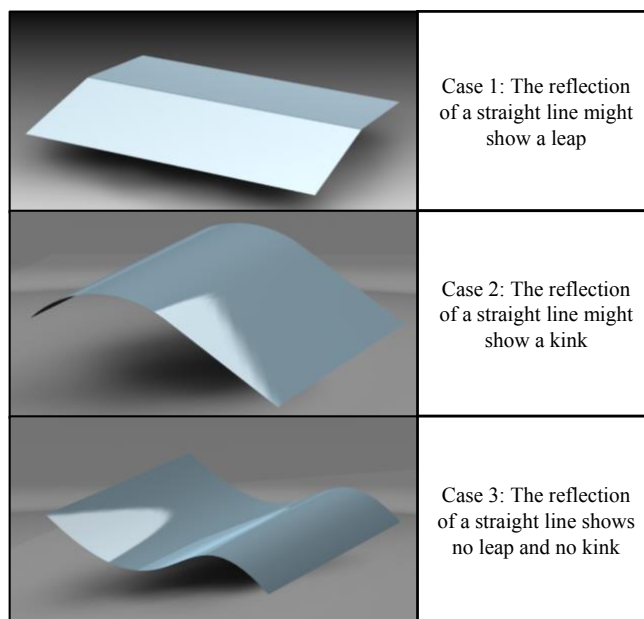 Case 1: The reflection
of a straight line might
show a leap
Case 2: The reflection
of a straight line might
show a kink
Case 3: The reflection
of a straight line shows
no leap and no kink